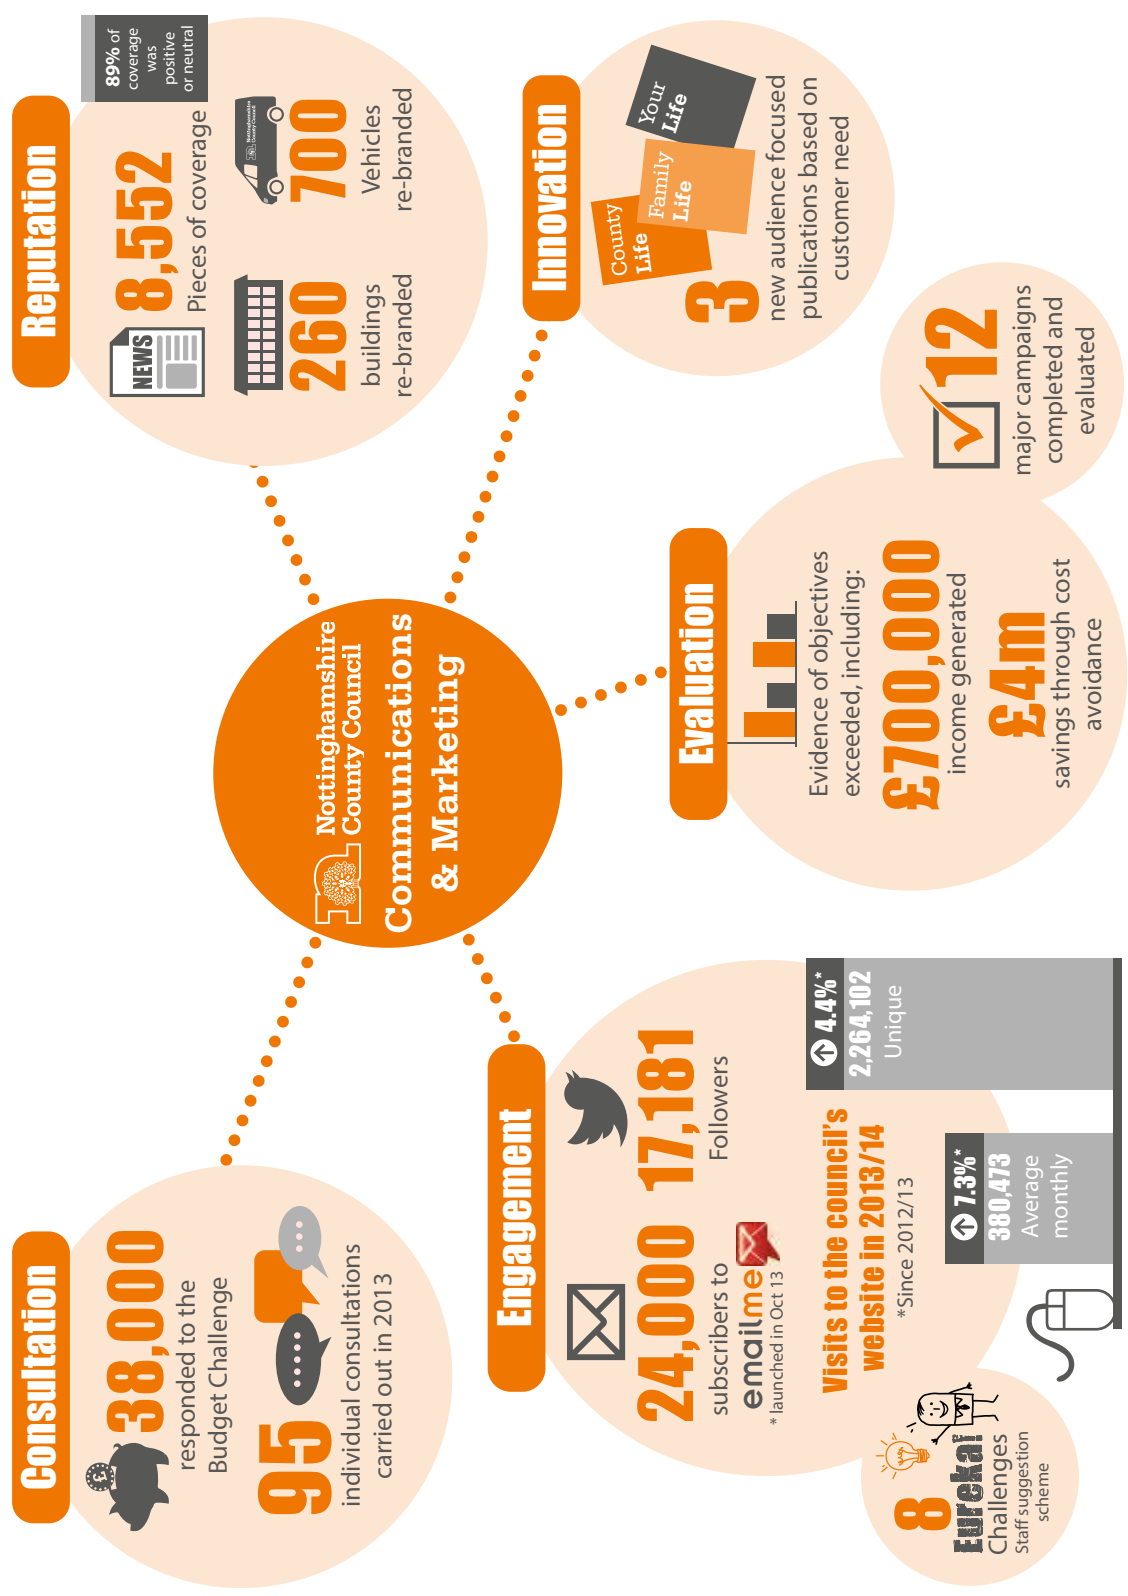 Nottinghamshire
County Council
Communications
& Marketing
Consultation
£
38,000
responded to the
Budget Challenge
95
individual consultations
carried out in 2013
Reputation
NEWS
8,552
Pieces of coverage
89% of
coverage
was
positive
or neutral
260
buildings
re-branded
Nottinghamshire
County Council
700
Vehicles
re-branded
Engagement
24,000
subscribers to
emailme
* launched in Oct 13
17,181
Followers
Visits to the council's
website in 2013/14
*Since 2012/13
7.3%*
380,473
Average
monthly
4.4%*
2,264,102
Unique
8
Eureka!
Challenges
Staff suggestion
scheme
Evaluation
Evidence of objectives
exceeded, including:
£700,000
income generated
£4m
savings through cost
avoidance
12
major campaigns
completed and
evaluated
Innovation
County
Life
Family
Life
Your
Life
3
new audience focused
publications based on
customer need